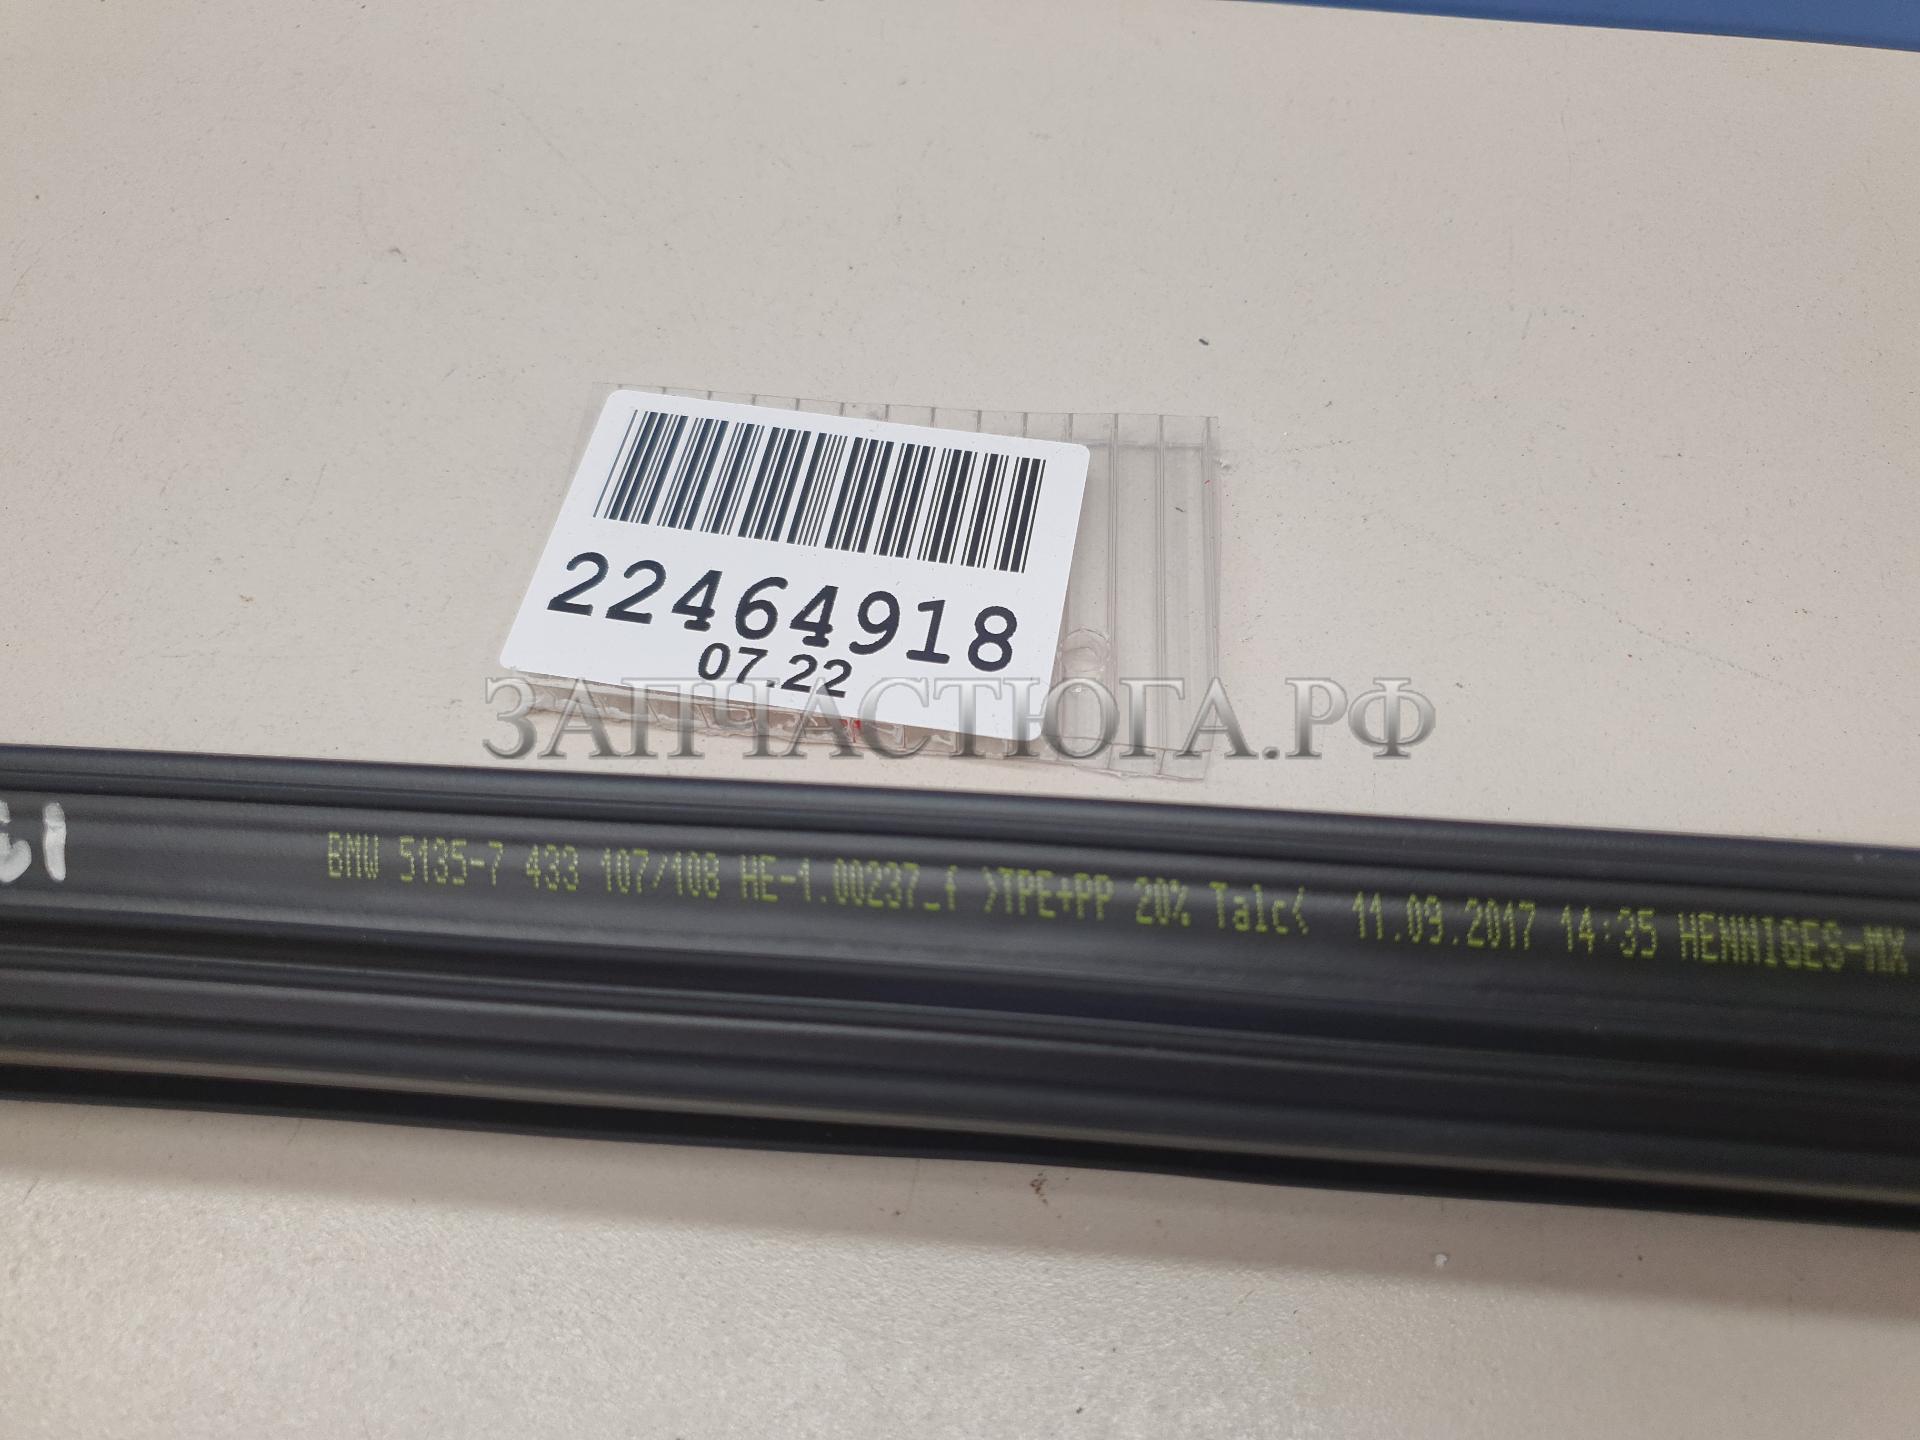 22464918
07.22
ЗАПЧАСТЮГА.РФ
BMW 5135-7 433 107/108 HE-1.00237_f >TPE+PP 20% Talc< 11.09.2017 14:35 HENNIGES-MX